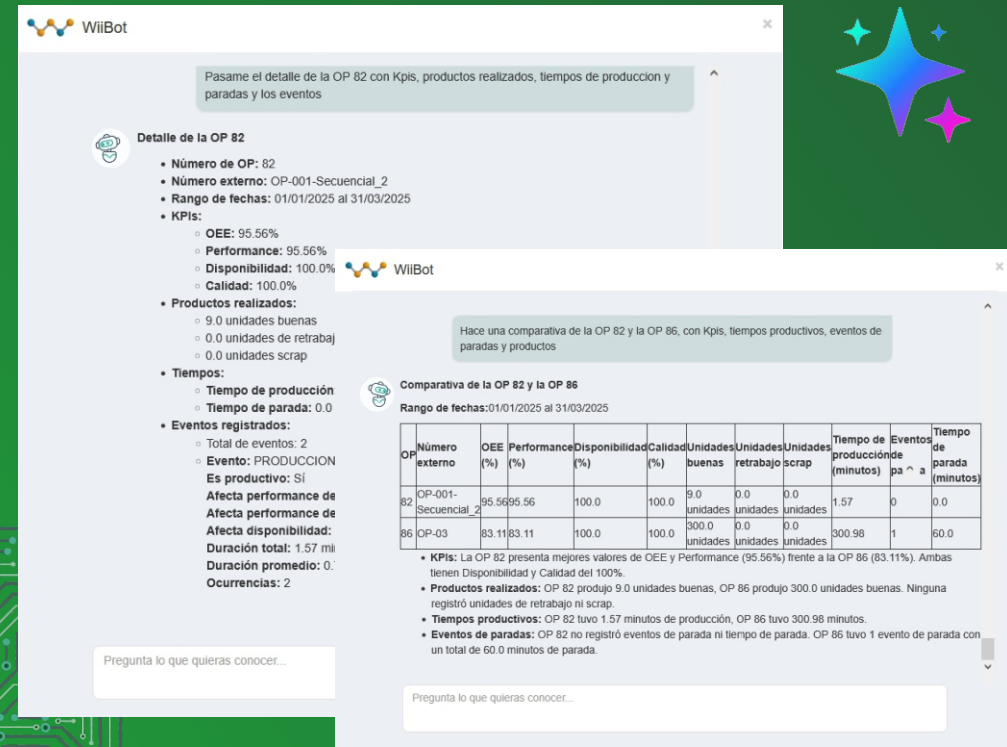 WiiBot
×
Pasame el detalle de la OP 82 con Kpis, productos realizados, tiempos de produccion y
paradas y los eventos
Detalle de la OP 82
• Número de OP: 82
• Número externo: OP-001-Secuencial_2
• Rango de fechas: 01/01/2025 al 31/03/2025
• KPIs:
◦ OEE: 95.56%
◦ Performance: 95.56%
◦ Disponibilidad: 100.0%
◦ Calidad: 100.0%
• Productos realizados:
◦ 9.0 unidades buenas
◦ 0.0 unidades de retrabaj
◦ 0.0 unidades scrap
• Tiempos:
◦ Tiempo de producción
◦ Tiempo de parada: 0.0
• Eventos registrados:
◦ Total de eventos: 2
◦ Evento: PRODUCCION
Es productivo: Sí
Afecta performance de
Afecta performance de
Afecta disponibilidad:
Duración total: 1.57 mi
Duración promedio: 0.
Ocurrencias: 2
Pregunta lo que quieras conocer...
WiiBot
×
Hace una comparativa de la OP 82 y la OP 86, con Kpis, tiempos productivos, eventos de
paradas y productos
Comparativa de la OP 82 y la OP 86
Rango de fechas:01/01/2025 al 31/03/2025
OP Número externo OEE (%) Performance (%) Disponibilidad (%) Calidad (%) Unidades buenas Unidades retrabajo Unidades scrap Tiempo de producción (minutos) Eventos de pa a Tiempo de parada (minutos)
82 OP-001-Secuencial_2 95.56 95.56 100.0 100.0 9.0 unidades 0.0 unidades 0.0 unidades 1.57 0 0.0
86 OP-03 83.11 83.11 100.0 100.0 300.0 unidades 0.0 unidades 0.0 unidades 300.98 1 60.0
• KPIs: La OP 82 presenta mejores valores de OEE y Performance (95.56%) frente a la OP 86 (83.11%). Ambas
tienen Disponibilidad y Calidad del 100%.
• Productos realizados: OP 82 produjo 9.0 unidades buenas, OP 86 produjo 300.0 unidades buenas. Ninguna
registró unidades de retrabajo ni scrap.
• Tiempos productivos: OP 82 tuvo 1.57 minutos de producción, OP 86 tuvo 300.98 minutos.
• Eventos de paradas: OP 82 no registró eventos de parada ni tiempo de parada. OP 86 tuvo 1 evento de parada con
un total de 60.0 minutos de parada.
Pregunta lo que quieras conocer...